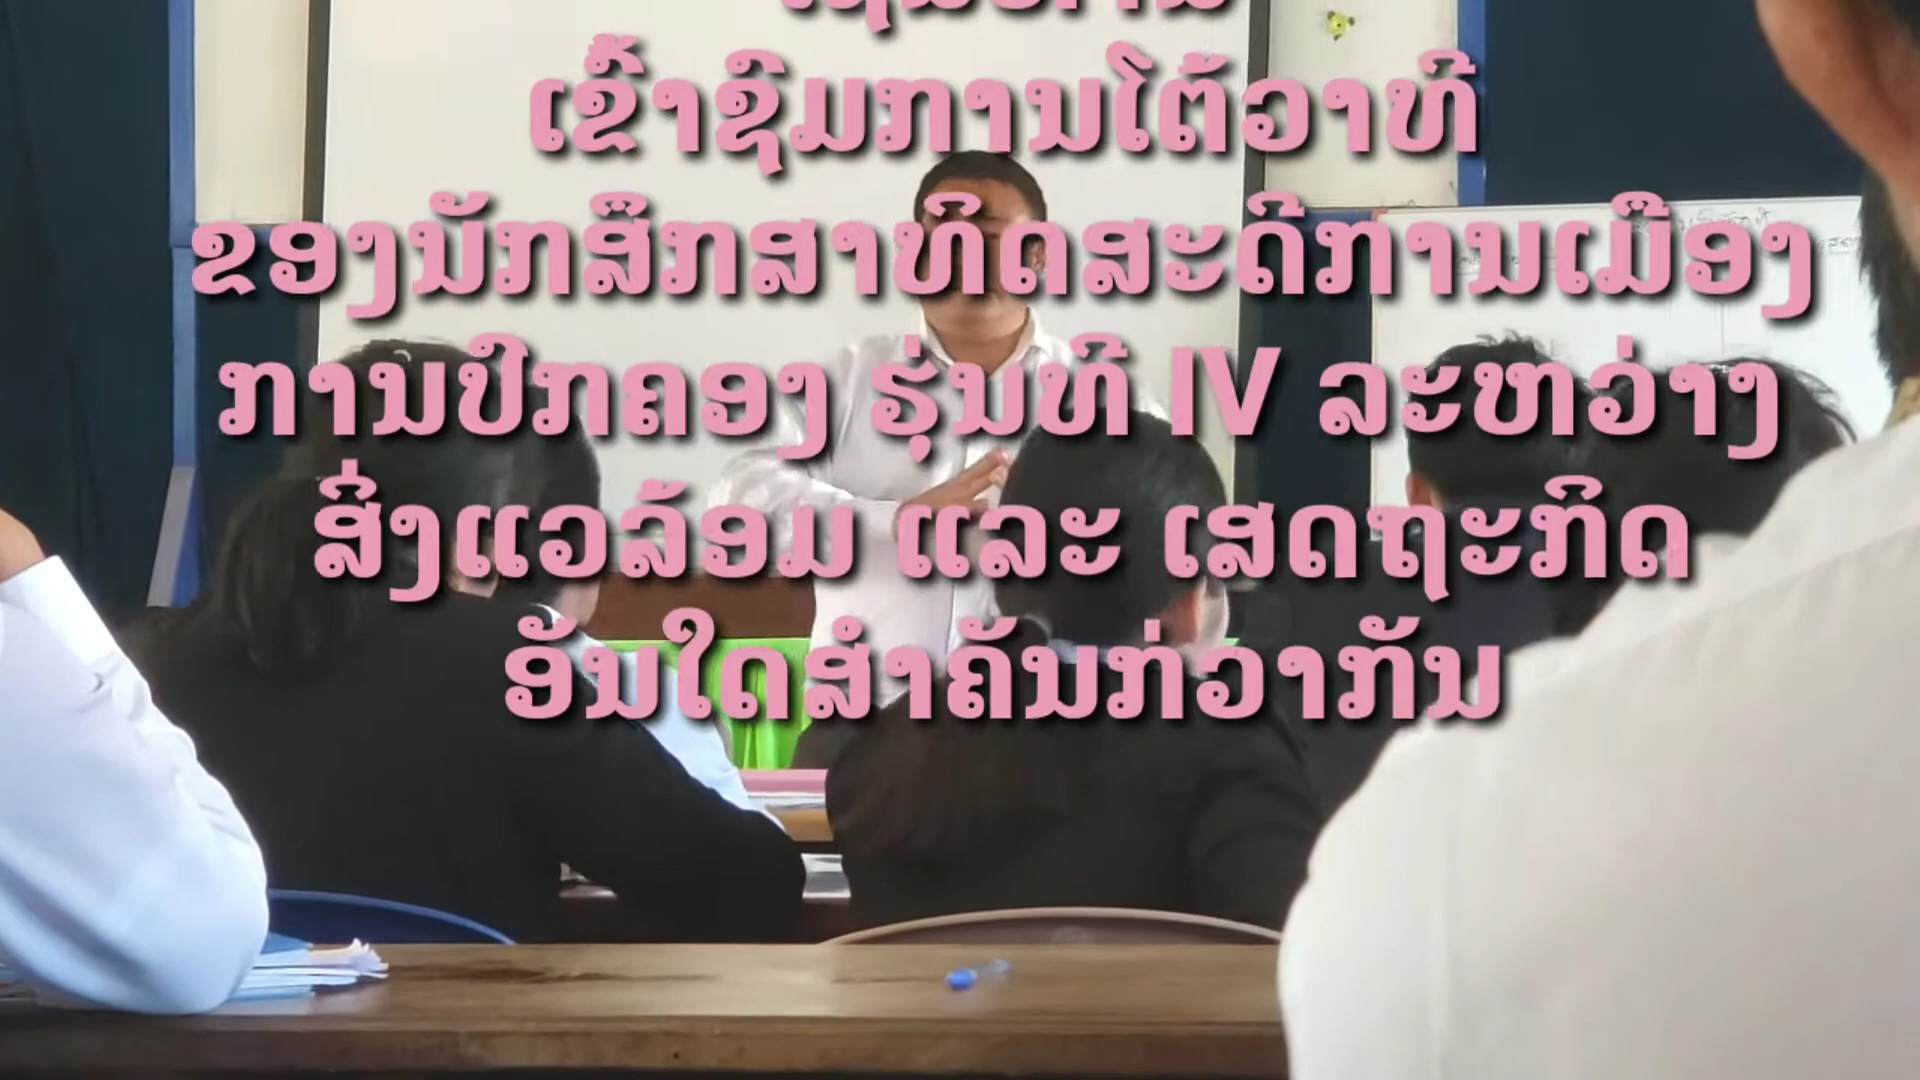 ເຂົ້າຊົມການໂຕ້ວາທີ
ຂອງນັກສຶກສາທິດສະດີການເມືອງ
ການປົກຄອງ ຮຸ່ນທີ IV ລະຫວ່າງ
ສິ່ງແວລ້ອມ ແລະ ເສດຖະກິດ
ອັນໃດສຳຄັນກ່ວາກັນ